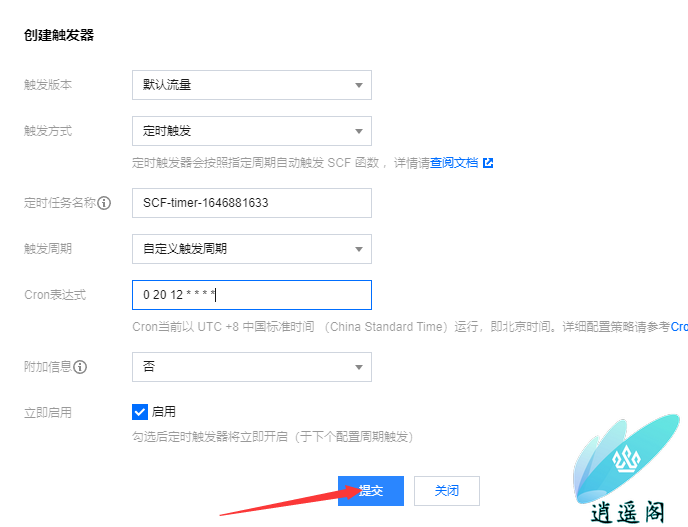 创建触发器
触发版本
默认流量
触发方式
定时触发
定时触发器会按照指定周期自动触发 SCF 函数 ，详情请查阅文档
定时任务名称
SCF-timer-1646881633
触发周期
自定义触发周期
Cron表达式
0 20 12 * * * *
Cron当前以 UTC +8 中国标准时间 （China Standard Time）运行，即北京时间。详细配置策略请参考Cro
附加信息
否
立即启用
启用
勾选后定时触发器将立即开启（于下个配置周期触发）
提交
关闭
逍遥阁